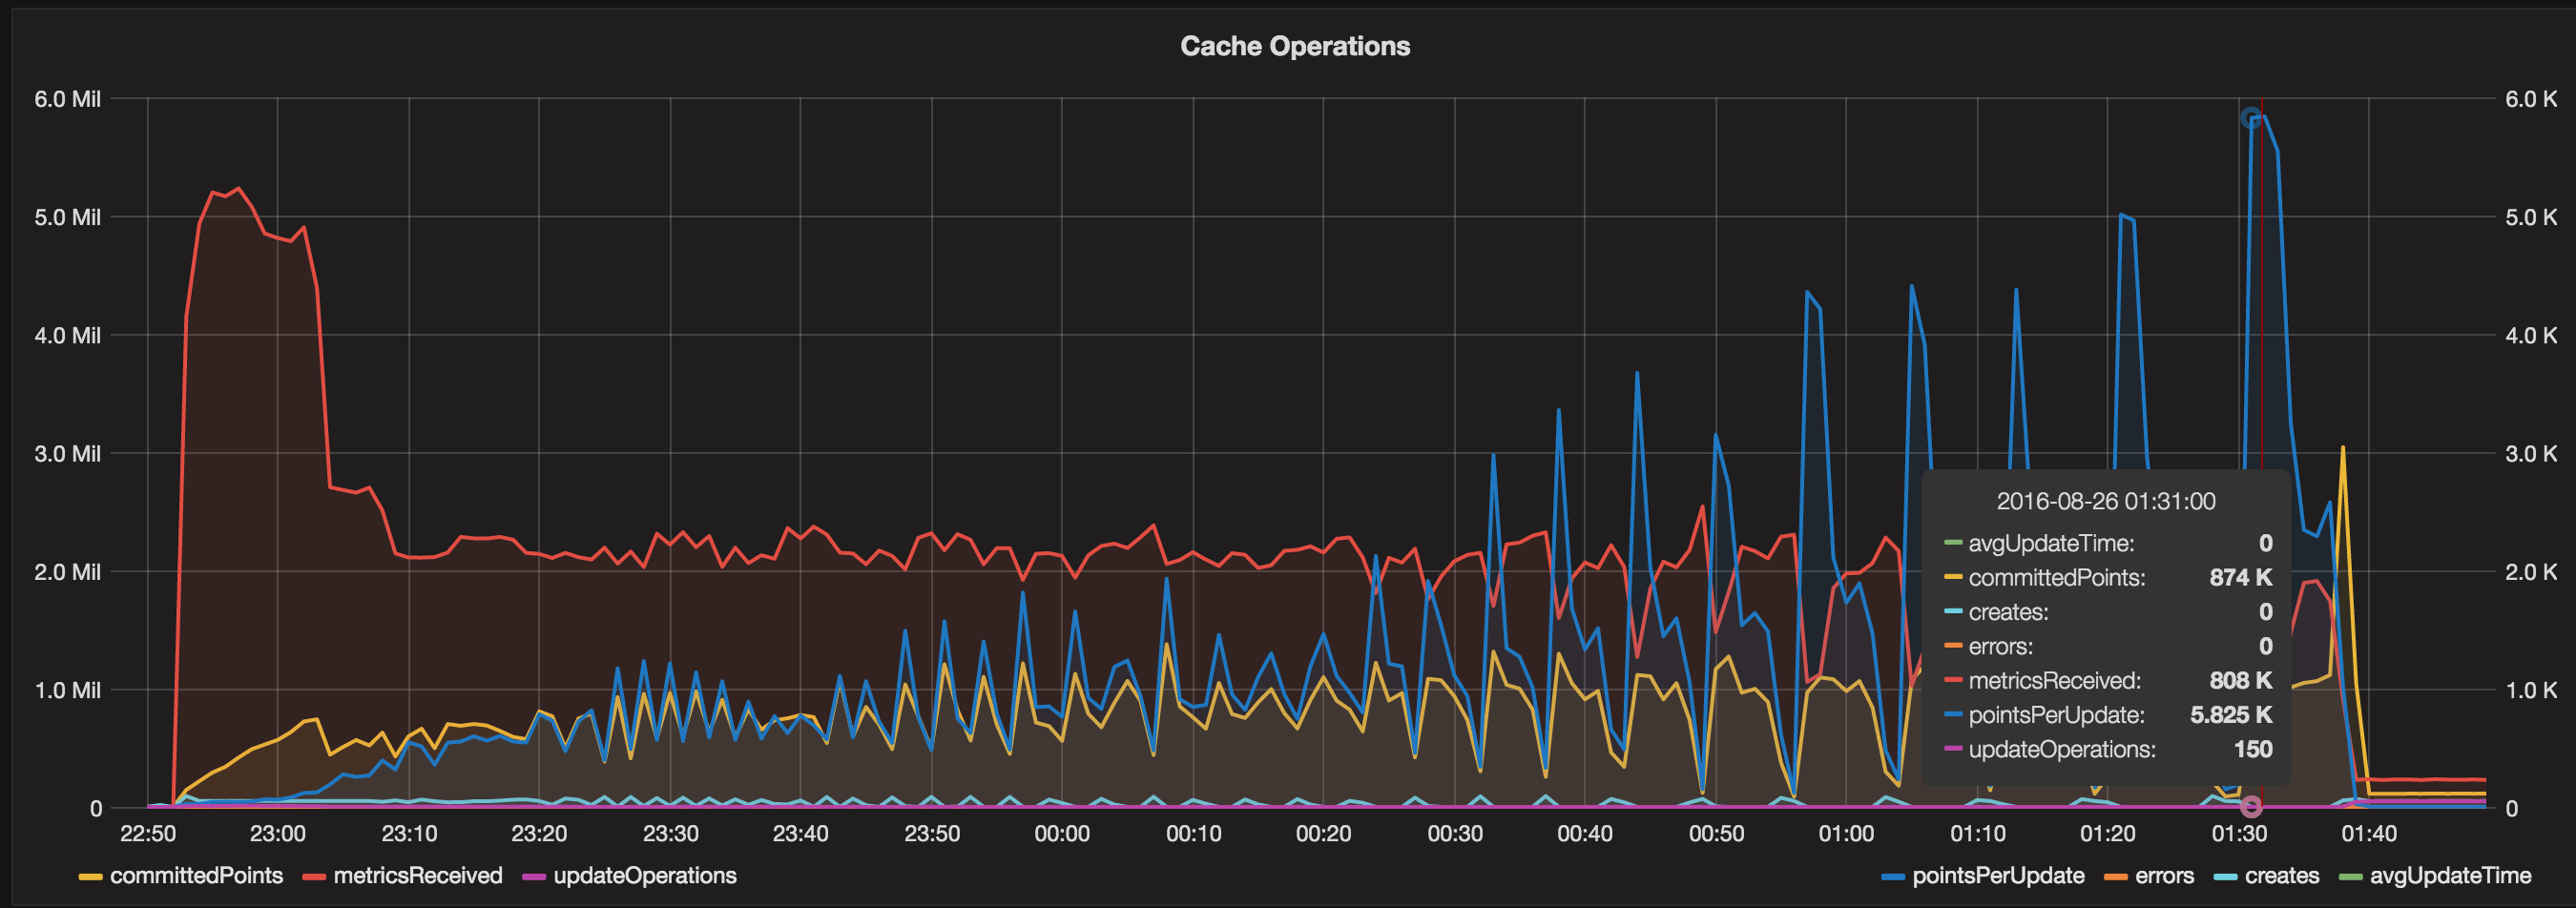 Cache Operations
6.0 Mil
6.0 K
5.0 Mil
5.0 K
4.0 Mil
4.0 K
3.0 Mil
3.0 K
2016-08-26 01:31:00
avgUpdateTime: 0
2.0 Mil
committedPoints: 874 K
2.0 K
creates: 0
errors: 0
1.0 Mil
metricsReceived: 808 K
1.0 K
pointsPerUpdate: 5.825 K
updateOperations: 150
0
0
22:50 23:00 23:10 23:20 23:30 23:40 23:50 00:00 00:10 00:20 00:30 00:40 00:50 01:00 01:10 01:20 01:30 01:40
committedPoints metricsReceived updateOperations pointsPerUpdate errors creates avgUpdateTime